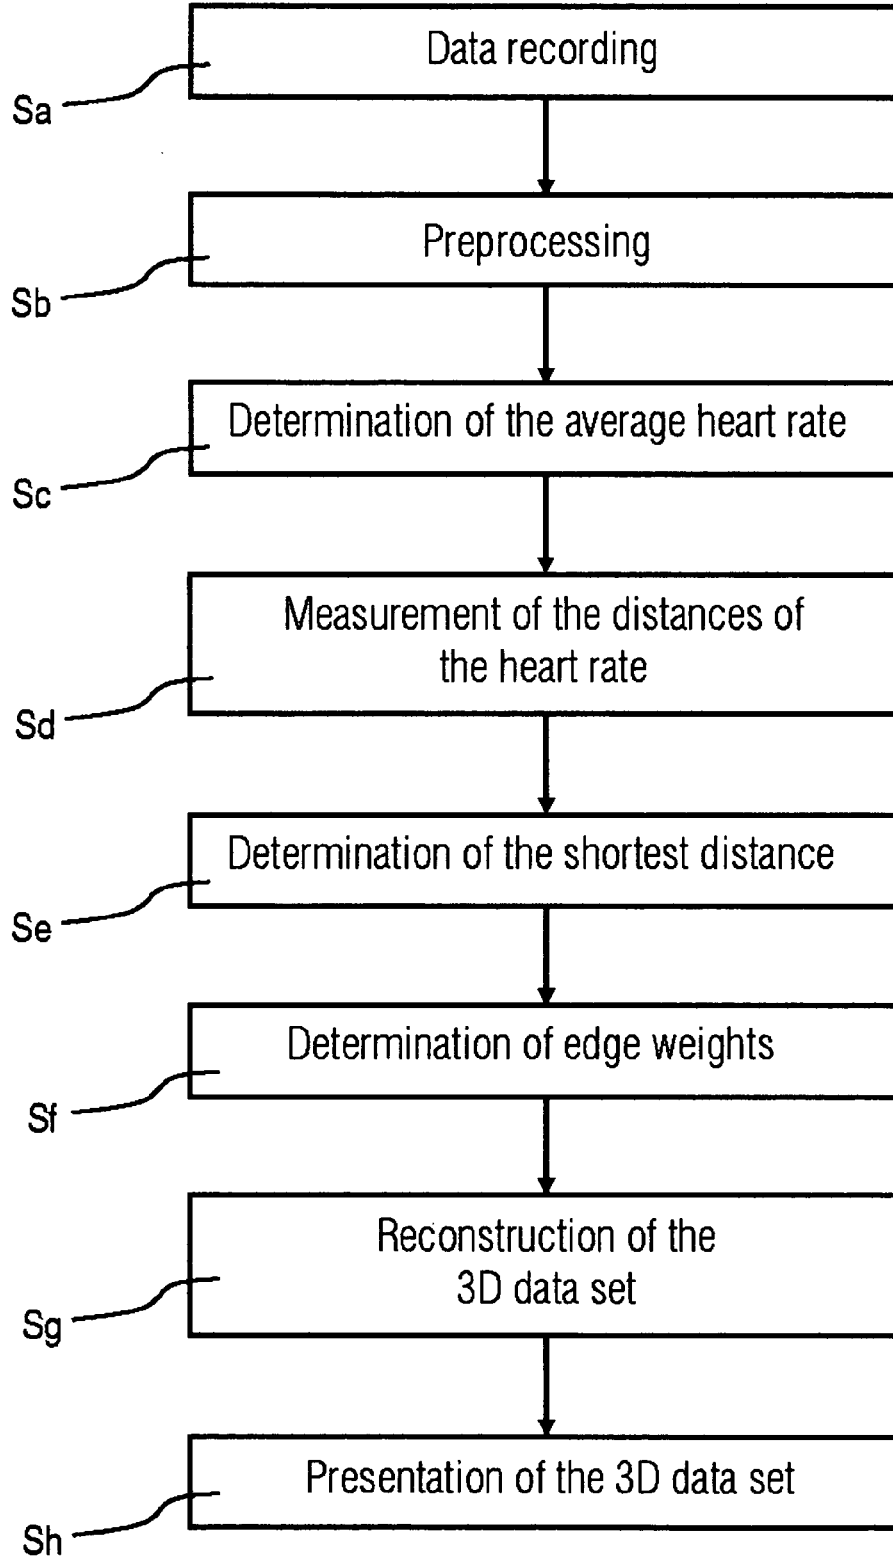 Data recording
Sa
Preprocessing
Sb
Determination of the average heart rate
Sc
Measurement of the distances of
the heart rate
Sd
Determination of the shortest distance
Se
Determination of edge weights
Sf
Reconstruction of the
3D data set
Sg
Presentation of the 3D data set
Sh